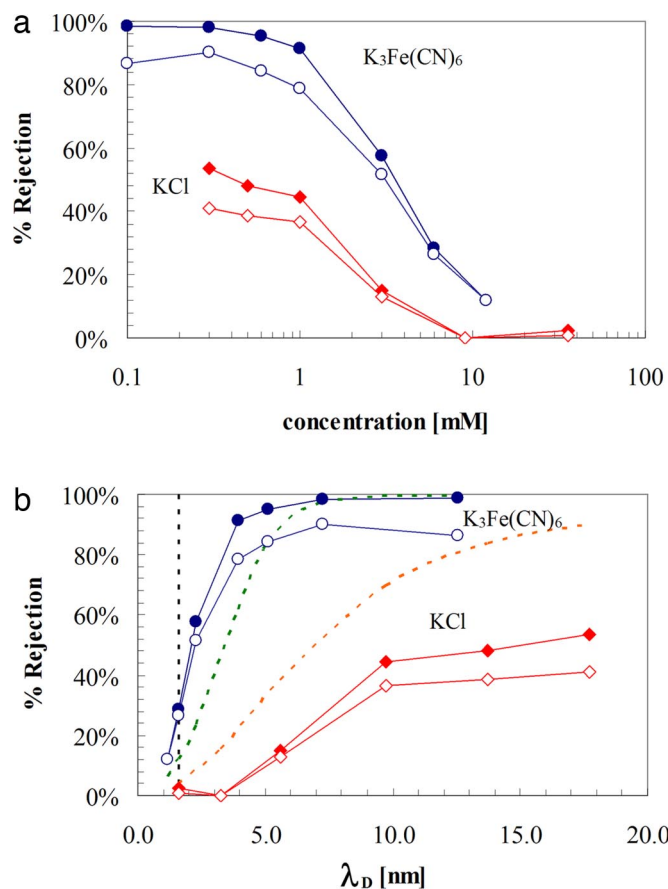 a
100%
80%
60%
40%
20%
0%
% Rejection
K₃Fe(CN)₆
KCl
0.1 1 10 100
concentration [mM]
b
100%
80%
60%
40%
20%
0%
% Rejection
K₃Fe(CN)₆
KCl
0.0 5.0 10.0 15.0 20.0
λ_D [nm]